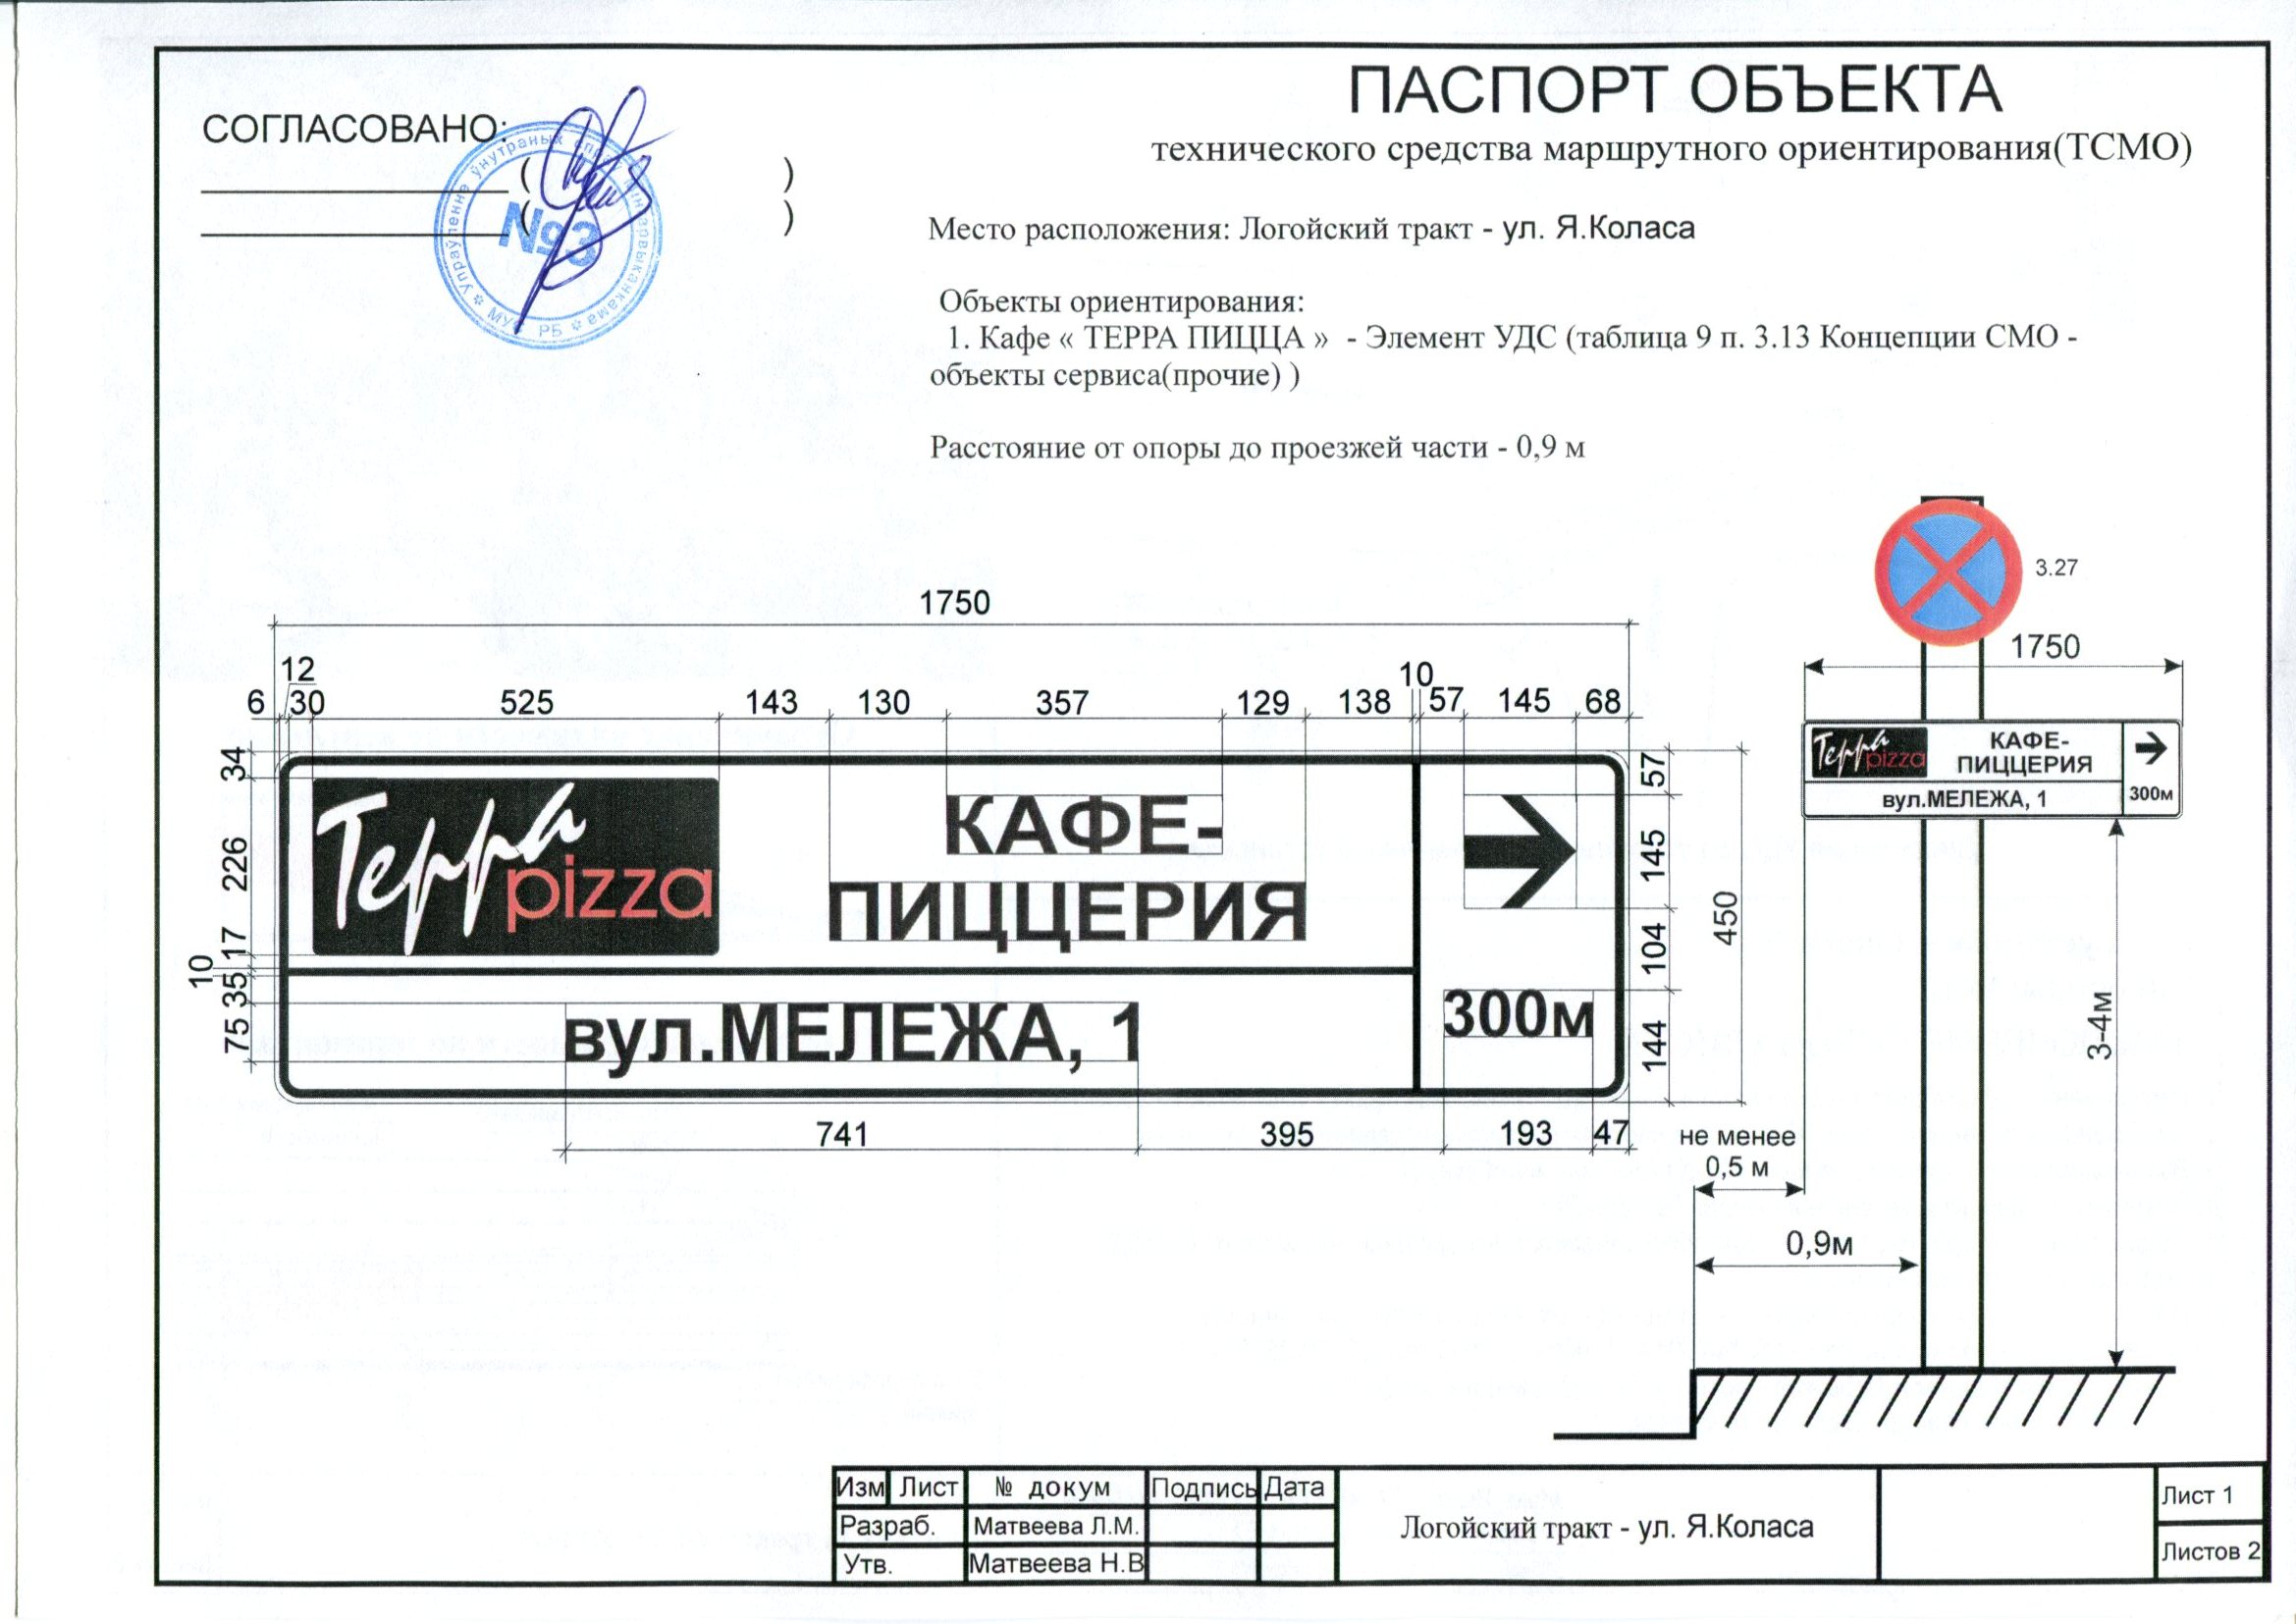 ПАСПОРТ ОБЪЕКТА
технического средства маршрутного ориентирования(ТСМО)
СОГЛАСОВАНО:
( )
( )
Упраўленне ўнутраных спраў
МУС РБ
№3
Место расположения: Логойский тракт - ул. Я.Коласа
Объекты ориентирования:
1. Кафе « ТЕРРА ПИЦЦА » - Элемент УДС (таблица 9 п. 3.13 Концепции СМО -
объекты сервиса(прочие) )
Расстояние от опоры до проезжей части - 0,9 м
3.27
1750
1750
12
10
6 30 525 143 130 357 129 138 57 145 68
34
226
17
10
35
75
Терра
pizza
КАФЕ-
ПИЦЦЕРИЯ
вул.МЕЛЕЖА, 1
300м
57
145
104
144
450
741 395 193 47
Терра
pizza
КАФЕ-
ПИЦЦЕРИЯ
вул.МЕЛЕЖА, 1
300м
3-4м
не менее
0,5 м
0,9м
Изм Лист № докум Подпись Дата
Разраб. Матвеева Л.М.
Утв. Матвеева Н.В
Логойский тракт - ул. Я.Коласа
Лист 1
Листов 2